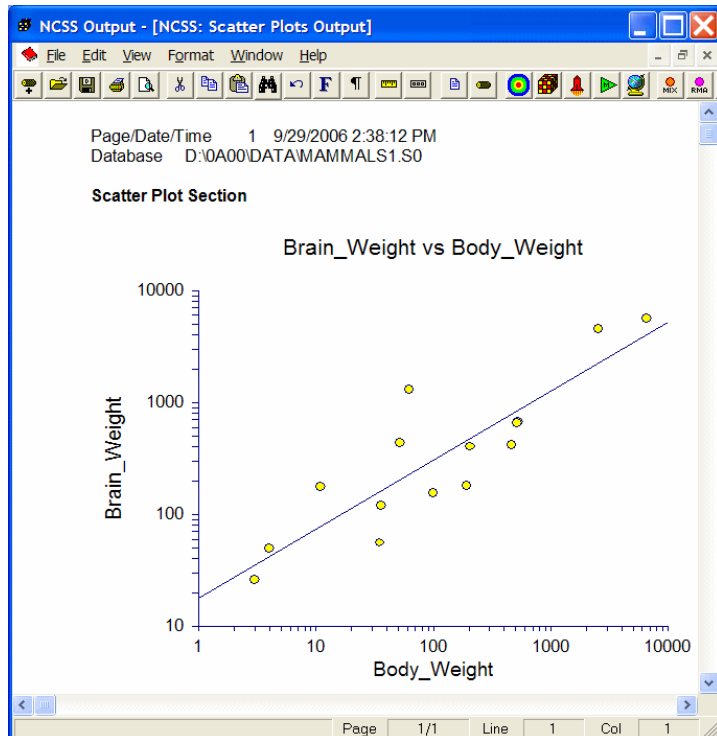 NCSS Output - [NCSS: Scatter Plots Output]
File Edit View Format Window Help
F ¶ M MIX RMA
Page/Date/Time 1 9/29/2006 2:38:12 PM
Database D:\0A00\DATA\MAMMALS1.S0
Scatter Plot Section
Brain_Weight vs Body_Weight
10000
1000
100
10
Brain_Weight
1 10 100 1000 10000
Body_Weight
Page 1/1 Line 1 Col 1